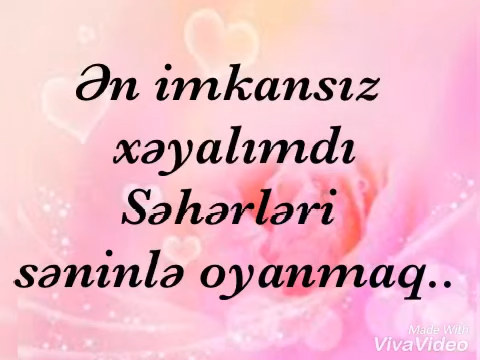 Ən imkansız
xəyalımdı
Səhərləri
səninlə oyanmaq..
Made With
VivaVideo